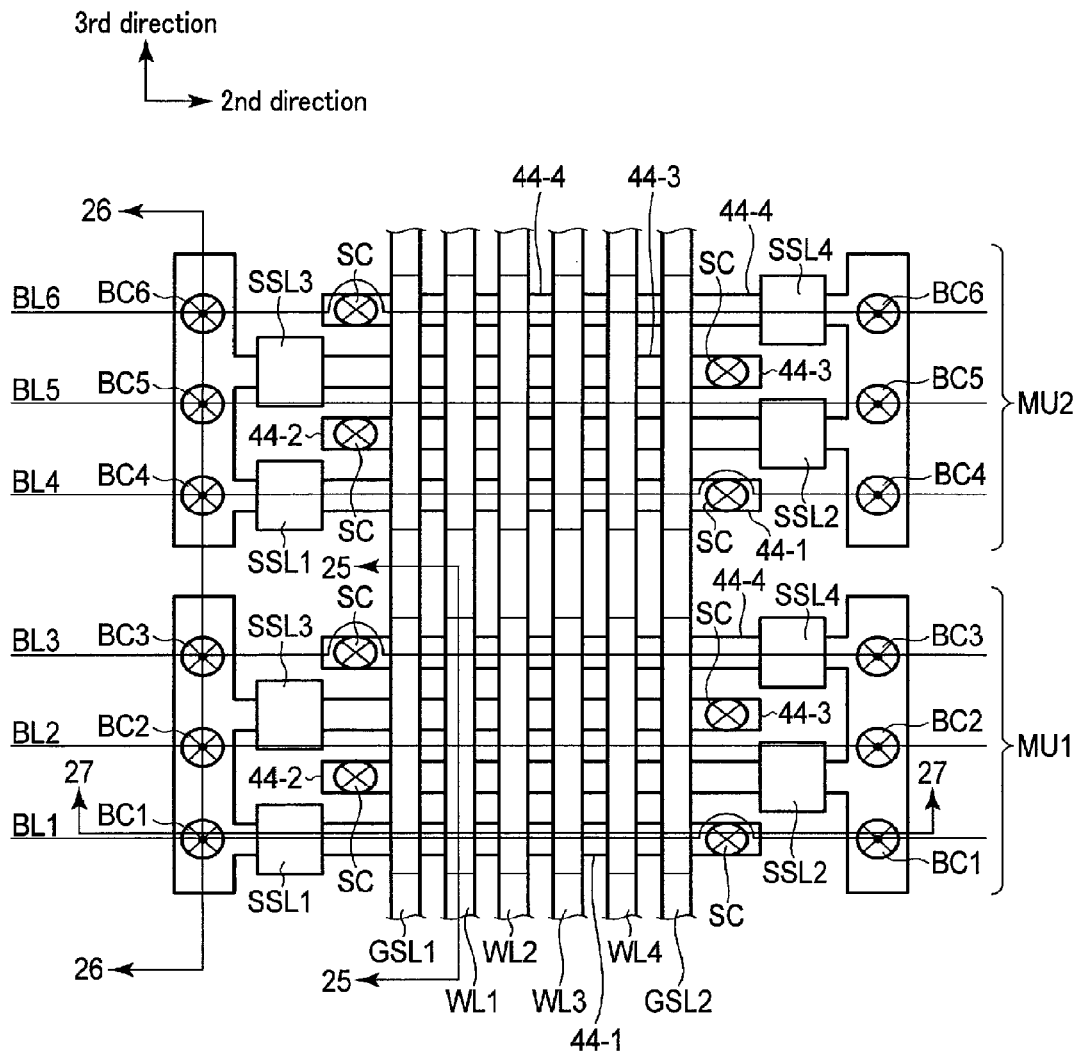 3rd direction
2nd direction
44-4 44-3
26 44-4
SC SSL4
SSL3 SC
BL6 BC6 BC6
44-3
BL5 BC5 BC5 MU2
44-2
BL4 BC4 BC4
SSL1 SC SC SSL2
44-1
25 44-4
SC SSL4
SSL3 SC
BL3 BC3 BC3
44-3
BL2 BC2 BC2 MU1
27 44-2 27
BL1 BC1 BC1
SSL1 SC SC SSL2
GSL1 WL2 WL4
26 25 WL1 WL3 GSL2
44-1